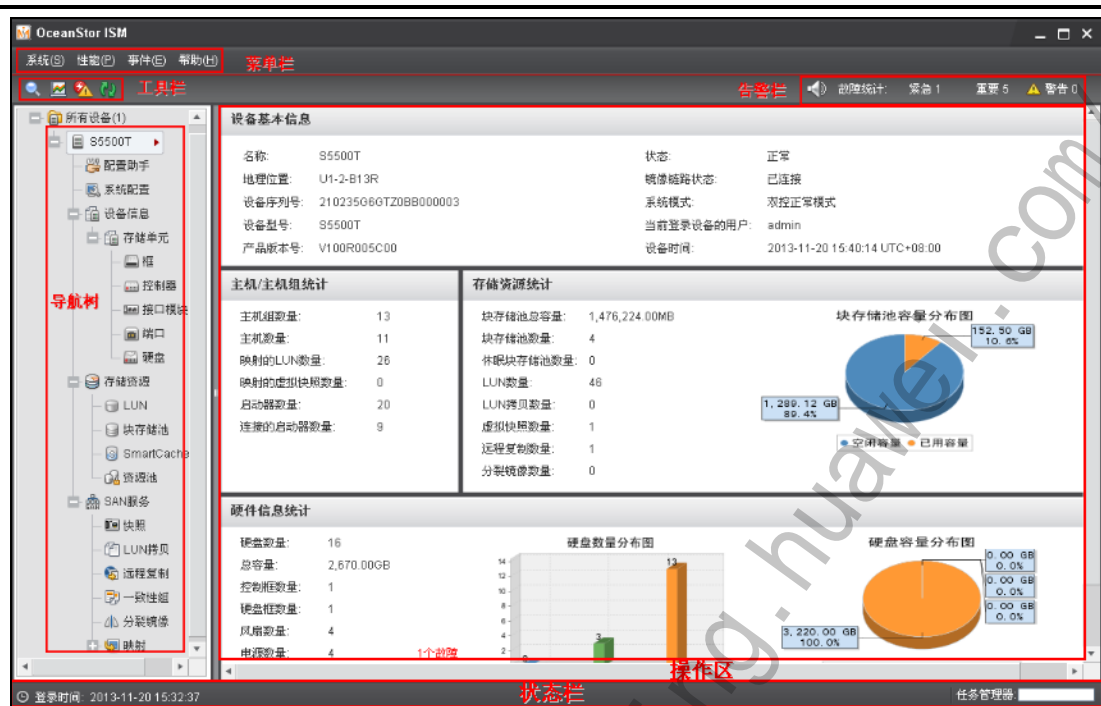 OceanStor ISM
系统(S) 性能(P) 事件(E) 帮助(H) 菜单栏
工具栏 告警栏 故障统计: 紧急 1 重要 5 警告 0
所有设备(1)
S5500T
配置助手
系统配置
设备信息
存储单元
框
控制器
接口模块
端口
硬盘
导航树
存储资源
LUN
块存储池
SmartCache
资源池
SAN服务
快照
LUN拷贝
远程复制
一致性组
分裂镜像
映射
设备基本信息
名称: S5500T 状态: 正常
地理位置: U1-2-B13R 镜像链路状态: 已连接
设备序列号: 210235G6GTZ0BB000003 系统模式: 双控正常模式
设备型号: S5500T 当前登录设备的用户: admin
产品版本号: V100R005C00 设备时间: 2013-11-20 15:40:14 UTC+08:00
主机/主机组统计
主机组数量: 13
主机数量: 11
映射的LUN数量: 26
映射的虚拟快照数量: 0
启动器数量: 20
连接的启动器数量: 9
存储资源统计
块存储池总容量: 1,476,224.00MB
块存储池数量: 4
休眠块存储池数量: 0
LUN数量: 46
LUN拷贝数量: 0
虚拟快照数量: 1
远程复制数量: 1
分裂镜像数量: 0
块存储池容量分布图
152.50 GB
10.6%
1,289.12 GB
89.4%
空闲容量 已用容量
硬件信息统计
硬盘数量: 16
总容量: 2,670.00GB
控制框数量: 1
硬盘框数量: 1
风扇数量: 4
电源数量: 4 1个故障
硬盘数量分布图
14
12
10
8
6
4
2
3
13
硬盘容量分布图
0.00 GB
0.0%
0.00 GB
0.0%
0.00 GB
0.0%
3,220.00 GB
100.0%
操作区
登录时间: 2013-11-20 15:32:37 状态栏 任务管理器:
ing.huawei.com